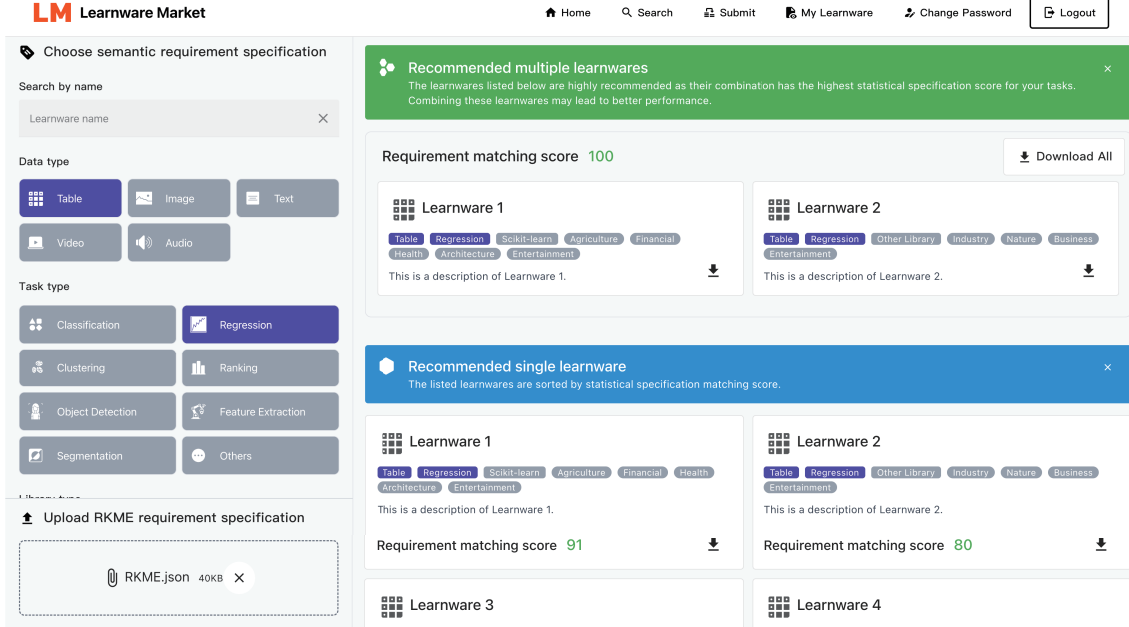 LM Learnware Market
Home Search Submit My Learnware Change Password Logout
Choose semantic requirement specification
Search by name
Learnware name
Data type
Table Image Text
Video Audio
Task type
Classification Regression
Clustering Ranking
Object Detection Feature Extraction
Segmentation Others
Library type
Upload RKME requirement specification
RKME.json 40KB
Recommended multiple learnwares
The learnwares listed below are highly recommended as their combination has the highest statistical specification score for your tasks.
Combining these learnwares may lead to better performance.
Requirement matching score 100
Download All
Learnware 1
Table Regression Scikit-learn Agriculture Financial
Health Architecture Entertainment
This is a description of Learnware 1.
Learnware 2
Table Regression Other Library Industry Nature Business
Entertainment
This is a description of Learnware 2.
Recommended single learnware
The listed learnwares are sorted by statistical specification matching score.
Learnware 1
Table Regression Scikit-learn Agriculture Financial Health
Architecture Entertainment
This is a description of Learnware 1.
Requirement matching score 91
Learnware 2
Table Regression Other Library Industry Nature Business
Entertainment
This is a description of Learnware 2.
Requirement matching score 80
Learnware 3
Learnware 4